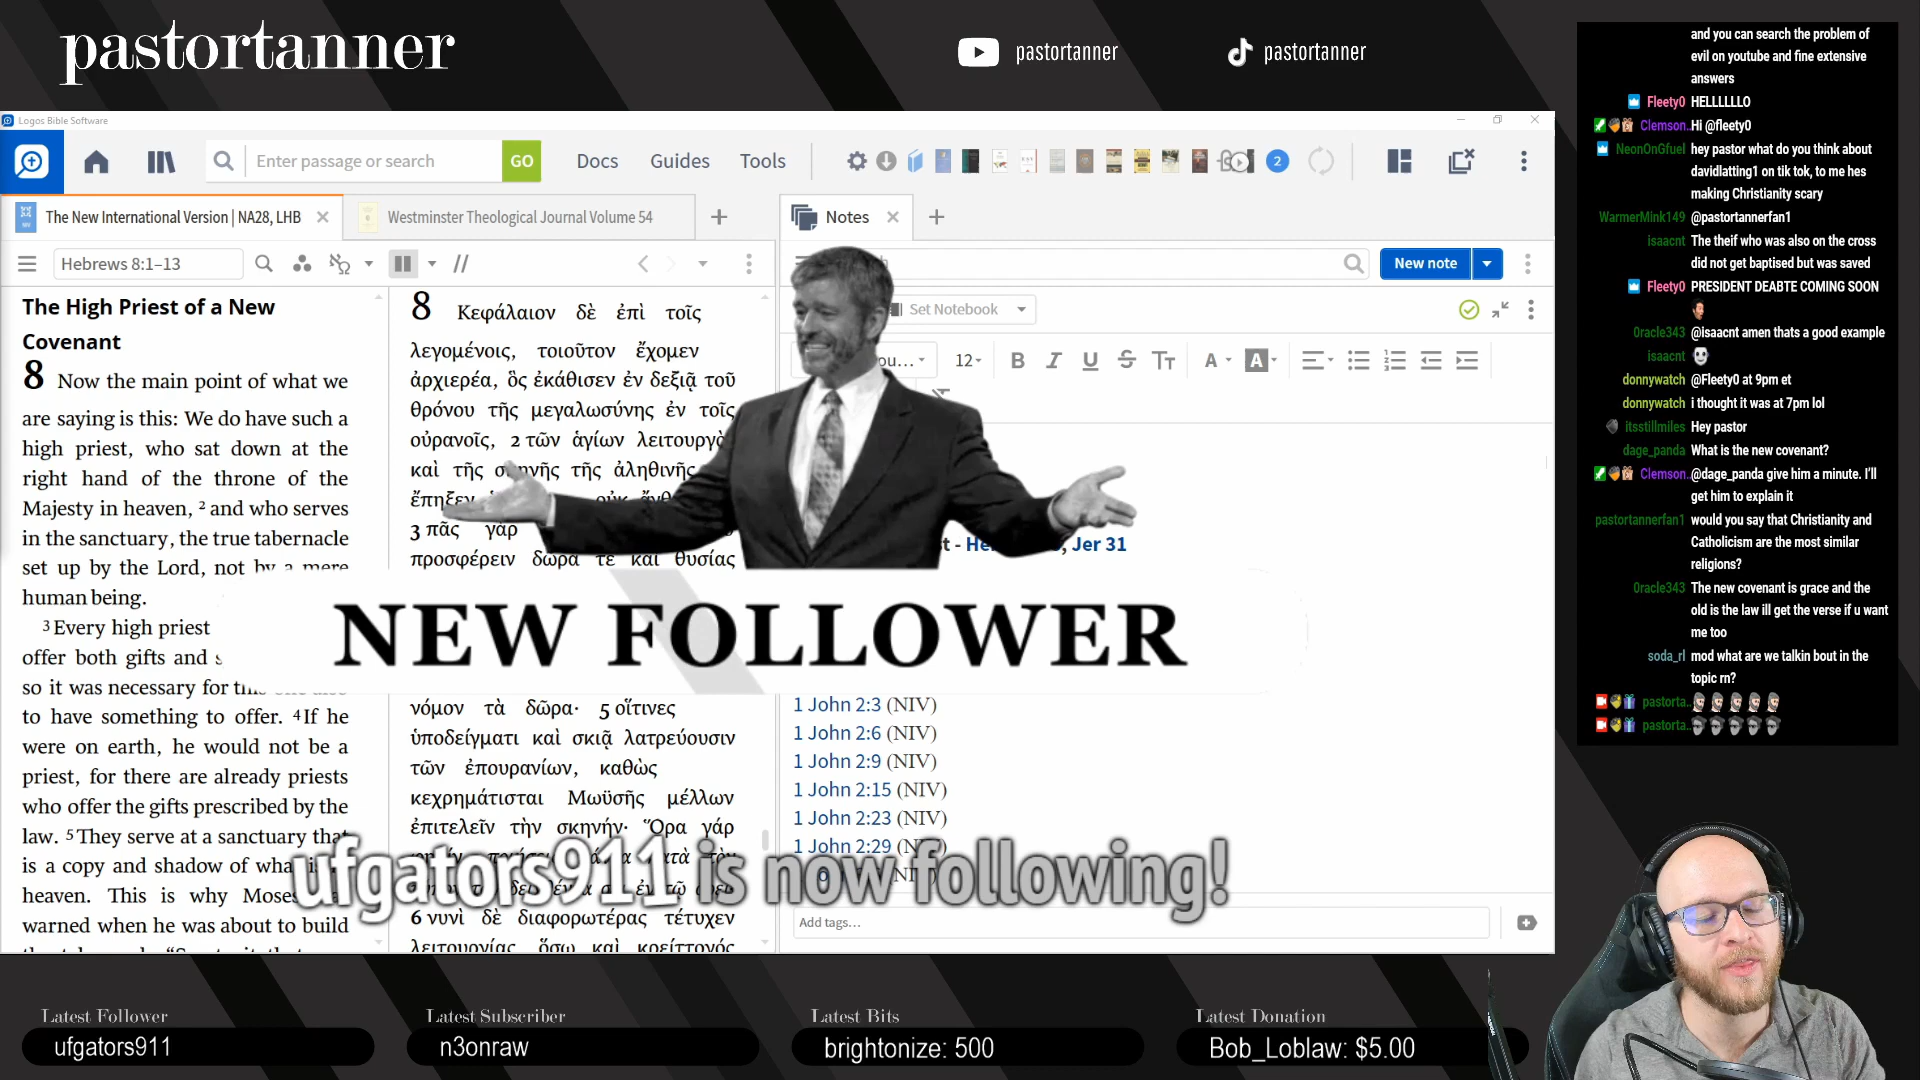 pastortanner
pastortanner
pastortanner
Logos Bible Software
Enter passage or search
GO
Docs
Guides
Tools
2
The New International Version | NA28, LHB
Westminster Theological Journal Volume 54
Hebrews 8:1–13
The High Priest of a New
Covenant
8 Now the main point of what we
are saying is this: We do have such a
high priest, who sat down at the
right hand of the throne of the
Majesty in heaven, 2 and who serves
in the sanctuary, the true tabernacle
set up by the Lord, not by a mere
human being.
3 Every high priest
offer both gifts and
so it was necessary for
to have something to offer. 4 If he
were on earth, he would not be a
priest, for there are already priests
who offer the gifts prescribed by the
law. 5 They serve at a sanctuary that
is a copy and shadow of what
heaven. This is why Moses
warned when he was about to build
8 Κεφάλαιον δὲ ἐπὶ τοῖς
λεγομένοις, τοιοῦτον ἔχομεν
ἀρχιερέα, ὃς ἐκάθισεν ἐν δεξιᾷ τοῦ
θρόνου τῆς μεγαλωσύνης ἐν τοῖς
οὐρανοῖς, 2 τῶν ἁγίων λειτουργὸ
καὶ τῆς σκηνῆς τῆς ἀληθινῆς
ἔπηξεν
3 πᾶς γὰρ
προσφέρειν δῶρά τε καὶ θυσίας
νόμον τὰ δῶρα· 5 οἵτινες
ὑποδείγματι καὶ σκιᾷ λατρεύουσιν
τῶν ἐπουρανίων, καθὼς
κεχρημάτισται Μωϋσῆς μέλλων
ἐπιτελεῖν τὴν σκηνήν· Ὅρα γάρ
6 νυνὶ δὲ διαφορωτέρας τέτυχεν
λειτουργίας, ὅσῳ καὶ κρείττονός
Notes
New note
Set Notebook
12
B I U S
Jer 31
NEW FOLLOWER
1 John 2:3 (NIV)
1 John 2:6 (NIV)
1 John 2:9 (NIV)
1 John 2:15 (NIV)
1 John 2:23 (NIV)
1 John 2:29 (NIV)
ufgators911 is now following!
Add tags...
and you can search the problem of
evil on youtube and fine extensive
answers
Fleety0 HELLLLLLO
Clemson.. Hi @fleety0
NeonOnGfuel hey pastor what do you think about
davidlatting1 on tik tok, to me hes
making Christianity scary
WarmerMink149 @pastortannerfan1
isaacnt The theif who was also on the cross
did not get baptised but was saved
Fleety0 PRESIDENT DEABTE COMING SOON
0racle343 @isaacnt amen thats a good example
isaacnt
donnywatch @Fleety0 at 9pm et
donnywatch i thought it was at 7pm lol
itsstillmiles Hey pastor
dage_panda What is the new covenant?
Clemson.. @dage_panda give him a minute. I'll
get him to explain it
pastortannerfan1 would you say that Christianity and
Catholicism are the most similar
religions?
0racle343 The new covenant is grace and the
old is the law ill get the verse if u want
me too
soda_rl mod what are we talkin bout in the
topic rn?
pastorta..
pastorta..
Latest Follower
ufgators911
Latest Subscriber
n3onraw
Latest Bits
brightonize: 500
Latest Donation
Bob_Loblaw: $5.00